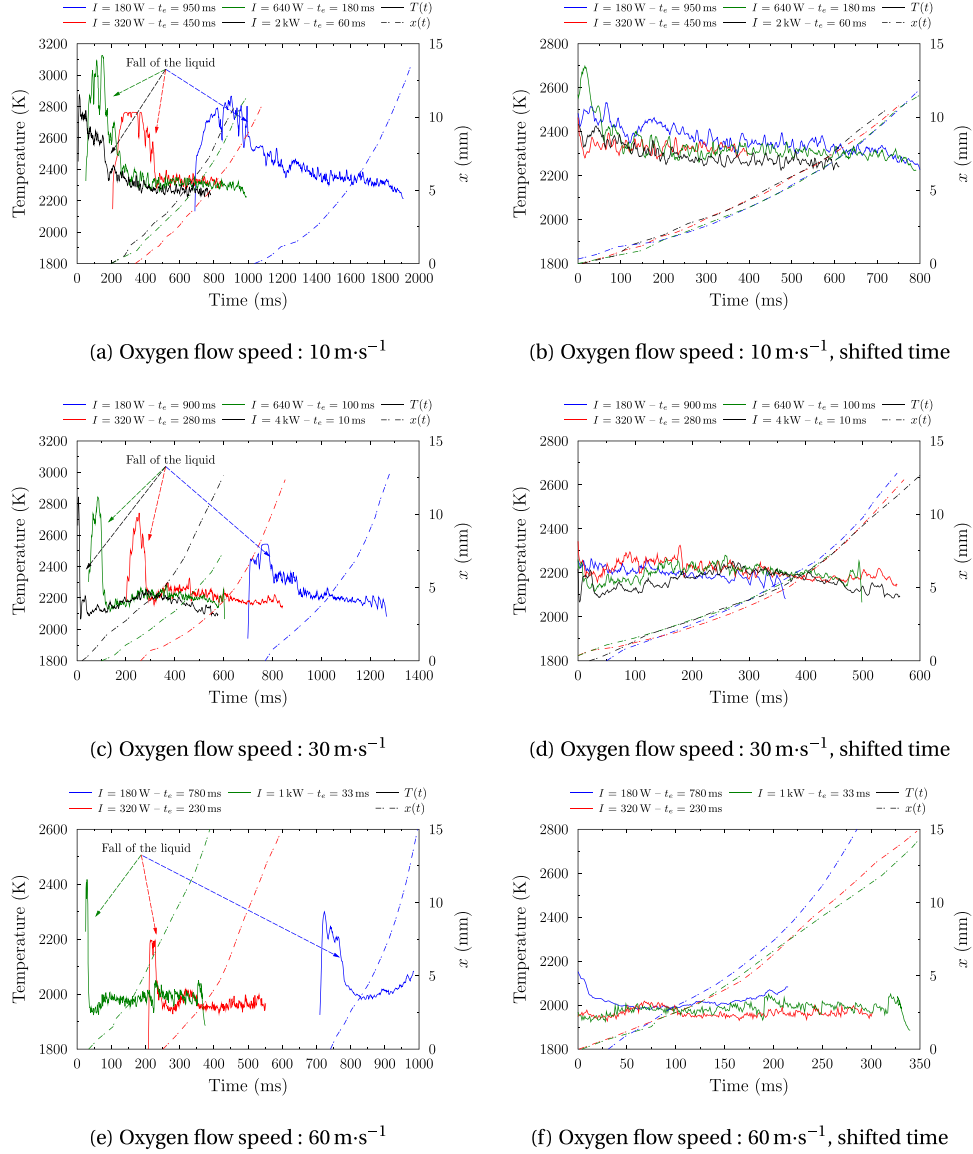 I = 180 W – te = 950 ms I = 640 W – te = 180 ms T(t)
I = 320 W – te = 450 ms I = 2 kW – te = 60 ms x(t)
3200
3000
2800
2600
2400
2200
2000
1800
Temperature (K)
Fall of the liquid
15
10
5
0
x (mm)
0 200 400 600 800 1000 1200 1400 1600 1800 2000
Time (ms)
(a) Oxygen flow speed : 10 m·s⁻¹
I = 180 W – te = 950 ms I = 640 W – te = 180 ms T(t)
I = 320 W – te = 450 ms I = 2 kW – te = 60 ms x(t)
2800
2600
2400
2200
2000
1800
Temperature (K)
15
10
5
0
x (mm)
0 100 200 300 400 500 600 700 800
Time (ms)
(b) Oxygen flow speed : 10 m·s⁻¹, shifted time
I = 180 W – te = 900 ms I = 640 W – te = 100 ms T(t)
I = 320 W – te = 280 ms I = 4 kW – te = 10 ms x(t)
3200
3000
2800
2600
2400
2200
2000
1800
Temperature (K)
Fall of the liquid
15
10
5
0
x (mm)
0 200 400 600 800 1000 1200 1400
Time (ms)
(c) Oxygen flow speed : 30 m·s⁻¹
I = 180 W – te = 900 ms I = 640 W – te = 100 ms T(t)
I = 320 W – te = 280 ms I = 4 kW – te = 10 ms x(t)
2800
2600
2400
2200
2000
1800
Temperature (K)
15
10
5
0
x (mm)
0 100 200 300 400 500 600
Time (ms)
(d) Oxygen flow speed : 30 m·s⁻¹, shifted time
I = 180 W – te = 780 ms I = 1 kW – te = 33 ms T(t)
I = 320 W – te = 230 ms x(t)
2600
2400
2200
2000
1800
Temperature (K)
Fall of the liquid
15
10
5
0
x (mm)
0 100 200 300 400 500 600 700 800 900 1000
Time (ms)
(e) Oxygen flow speed : 60 m·s⁻¹
I = 180 W – te = 780 ms I = 1 kW – te = 33 ms T(t)
I = 320 W – te = 230 ms x(t)
2800
2600
2400
2200
2000
1800
Temperature (K)
15
10
5
0
x (mm)
0 50 100 150 200 250 300 350
Time (ms)
(f) Oxygen flow speed : 60 m·s⁻¹, shifted time